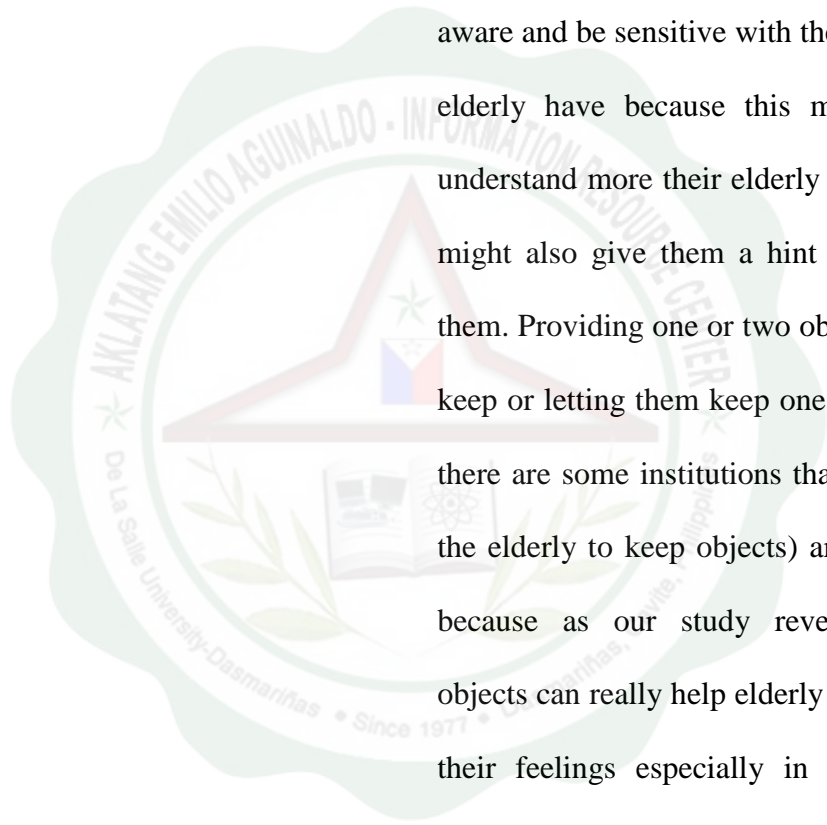 aware and be sensitive with the
elderly have because this m
understand more their elderly
might also give them a hint
them. Providing one or two ob
keep or letting them keep one
there are some institutions tha
the elderly to keep objects) a
because as our study reve
objects can really help elderly
their feelings especially in
AKLATANG EMILIO AGUINALDO - INFORMATION RESOURCE CENTER
De La Salle University-Dasmariñas • Since 1977 • Dasmariñas, Cavite, Philippines